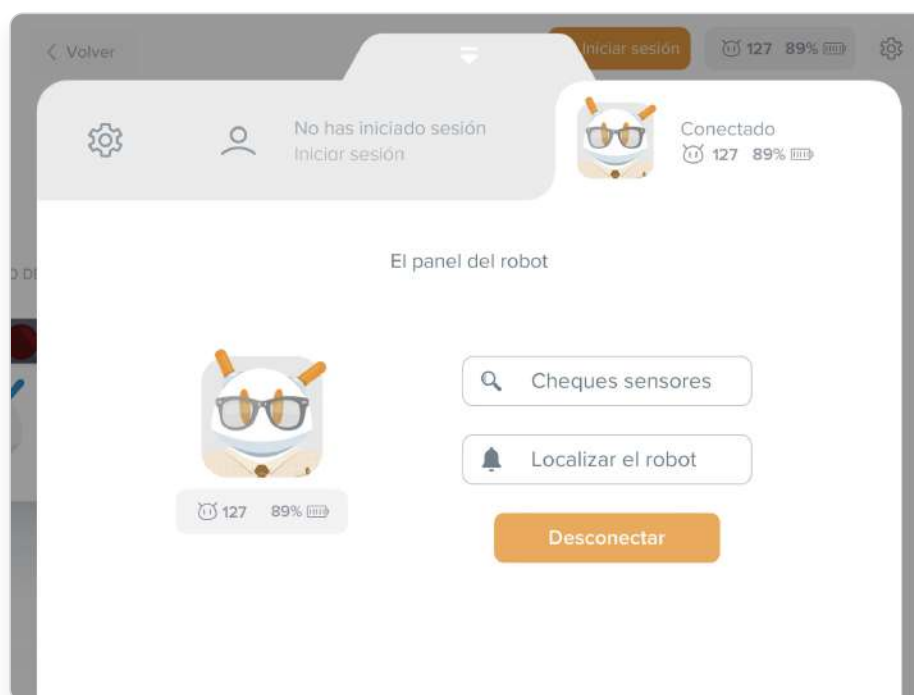 Volver
Iniciar sesión
127 89%
No has iniciado sesión
Iniciar sesión
Conectado
127 89%
El panel del robot
Cheques sensores
Localizar el robot
127 89%
Desconectar